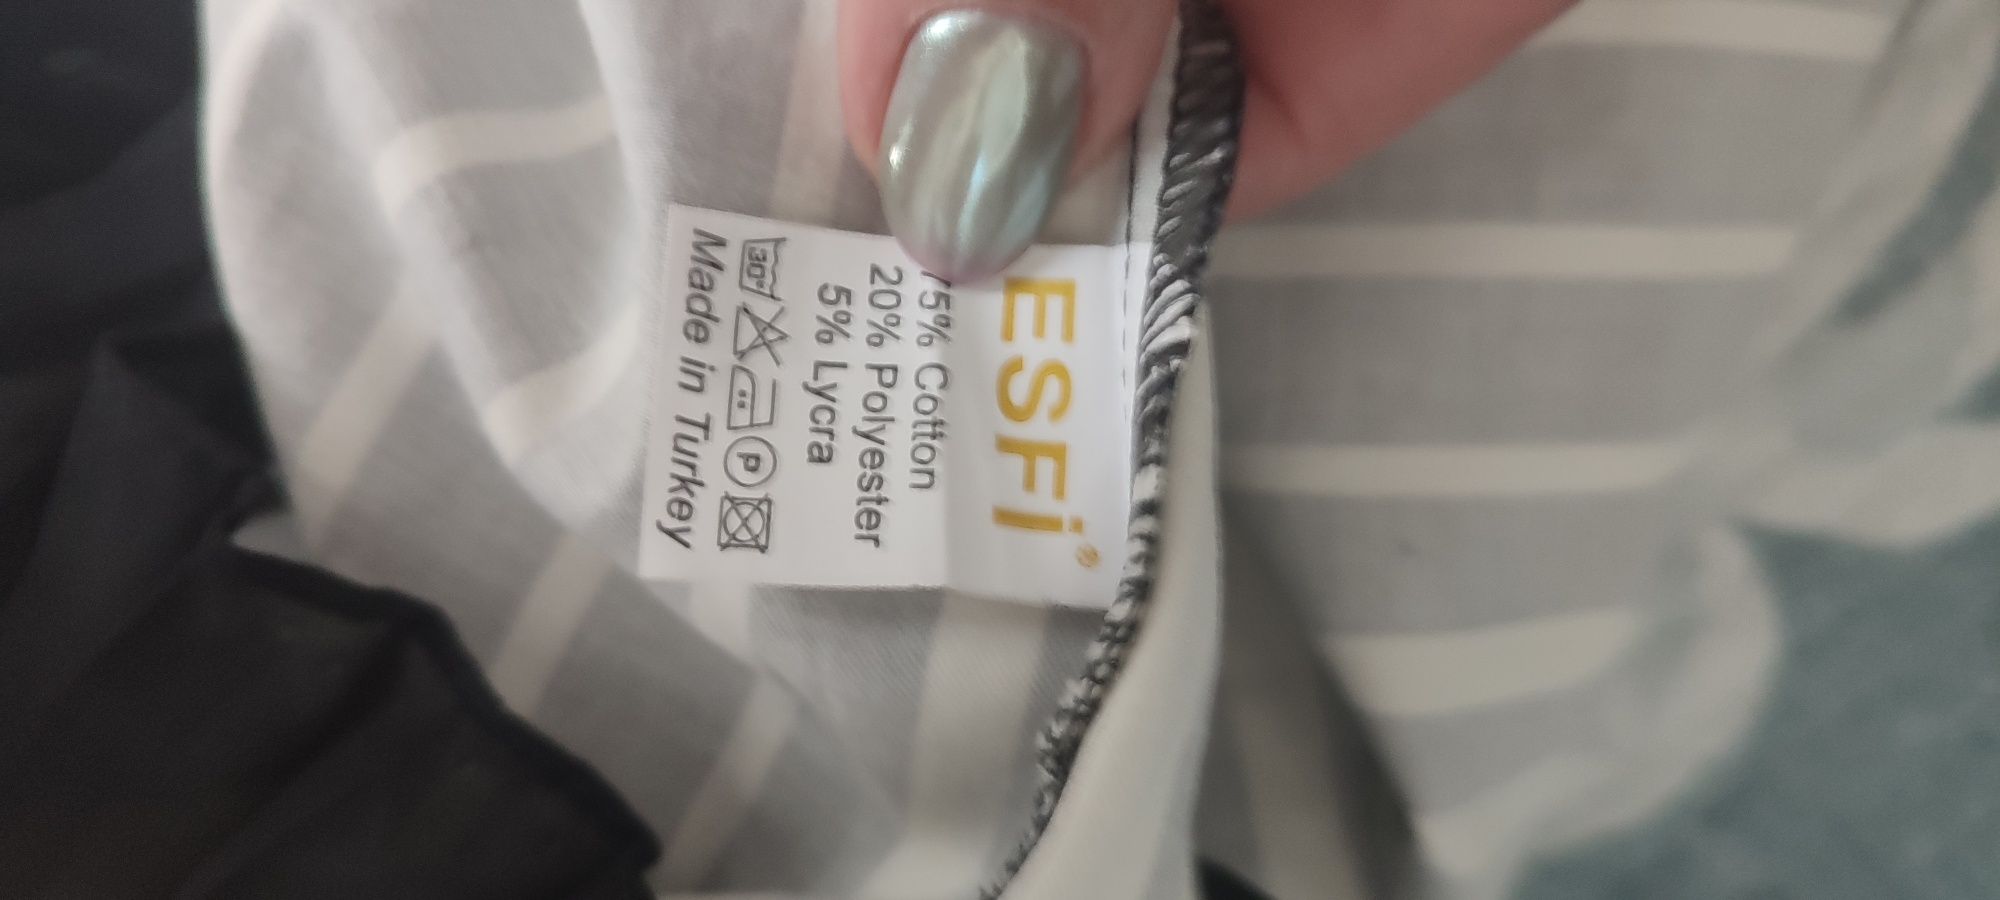 ESFi®
75% Cotton
20% Polyester
5% Lycra
30° P
Made in Turkey